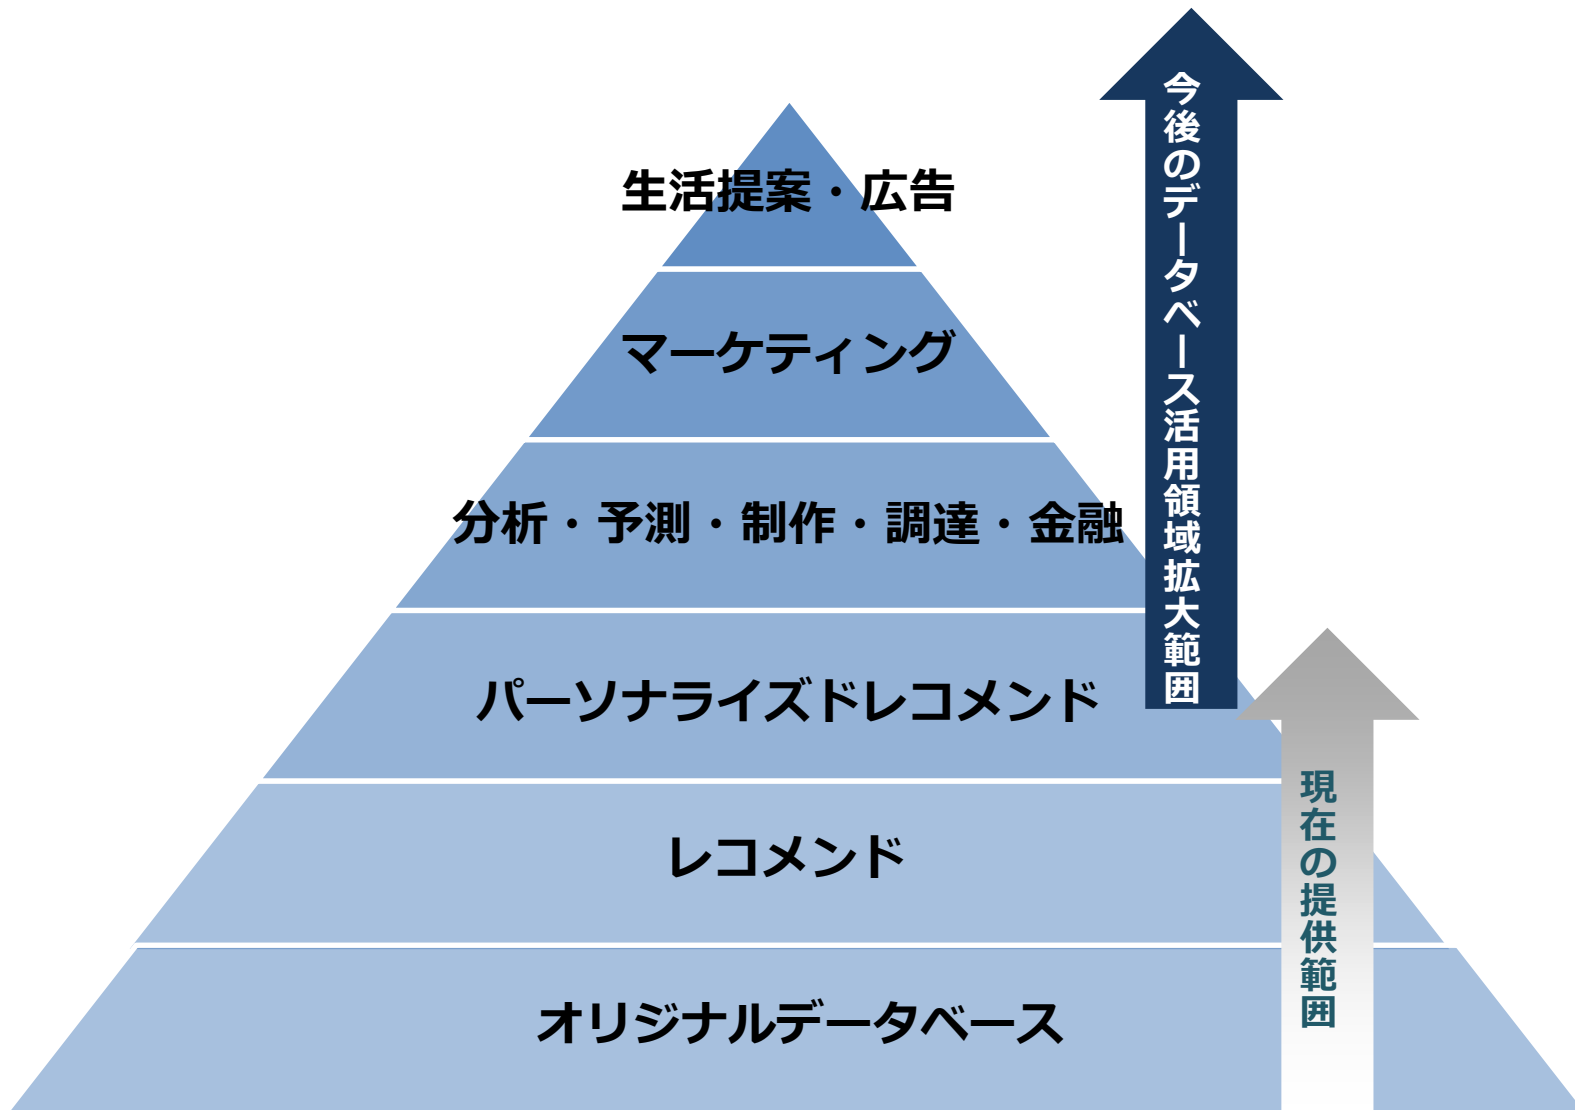 生活提案・広告
マーケティング
分析・予測・制作・調達・金融
パーソナライズドレコメンド
レコメンド
オリジナルデータベース
今後のデータベース活用領域拡大範囲
現在の提供範囲